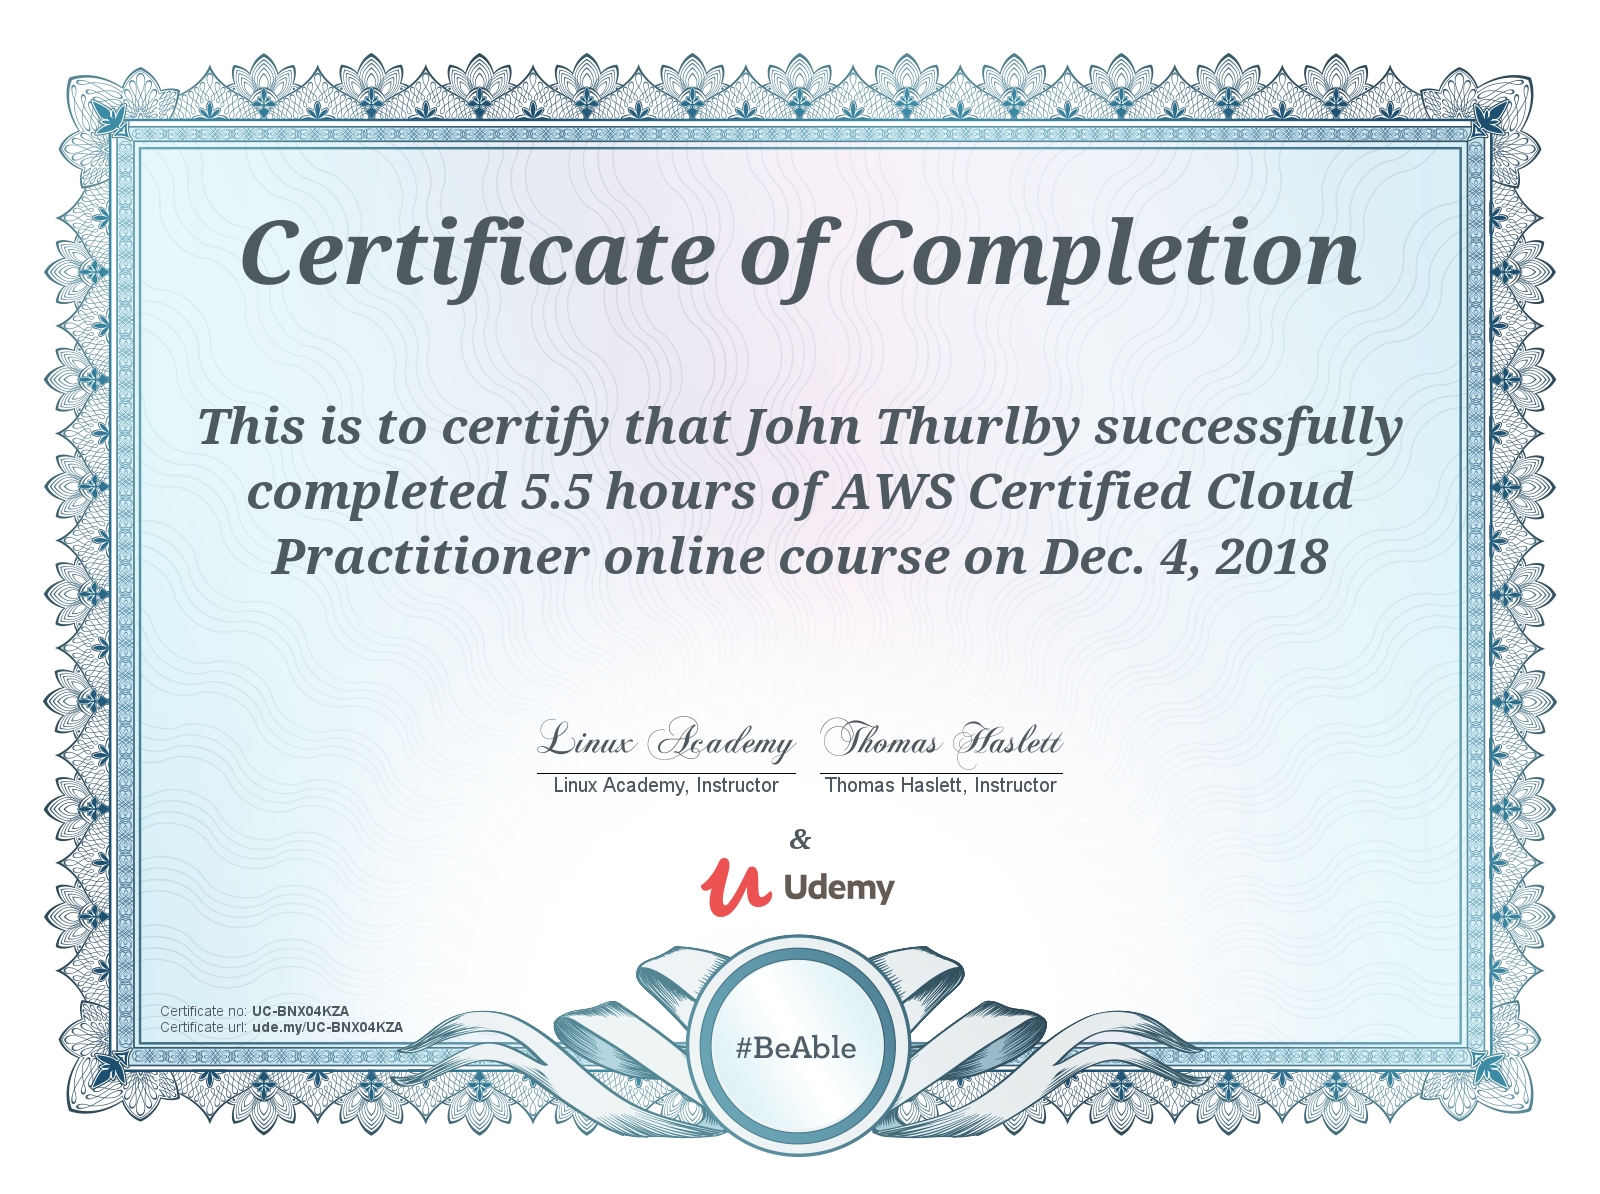 Certificate of Completion
This is to certify that John Thurlby successfully
completed 5.5 hours of AWS Certified Cloud
Practitioner online course on Dec. 4, 2018
Linux Academy Thomas Haslett
Linux Academy, Instructor Thomas Haslett, Instructor
&
Udemy
Certificate no: UC-BNX04KZA
Certificate url: ude.my/UC-BNX04KZA
#BeAble